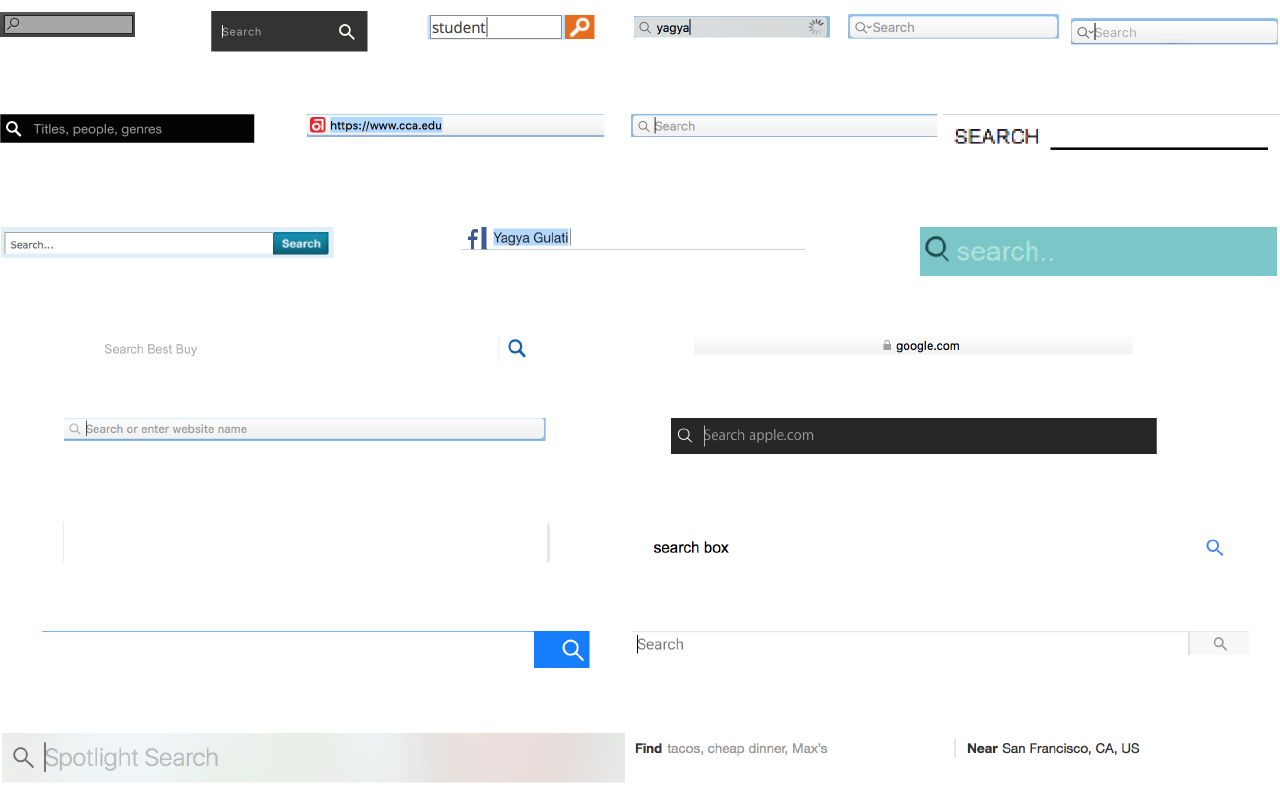 Search
student
yagya
Search
Search
Titles, people, genres
https://www.cca.edu
Search
SEARCH
Search...
Search
f
Yagya Gulati
search..
Search Best Buy
google.com
Search or enter website name
Search apple.com
search box
Search
Spotlight Search
Find tacos, cheap dinner, Max's
Near San Francisco, CA, US